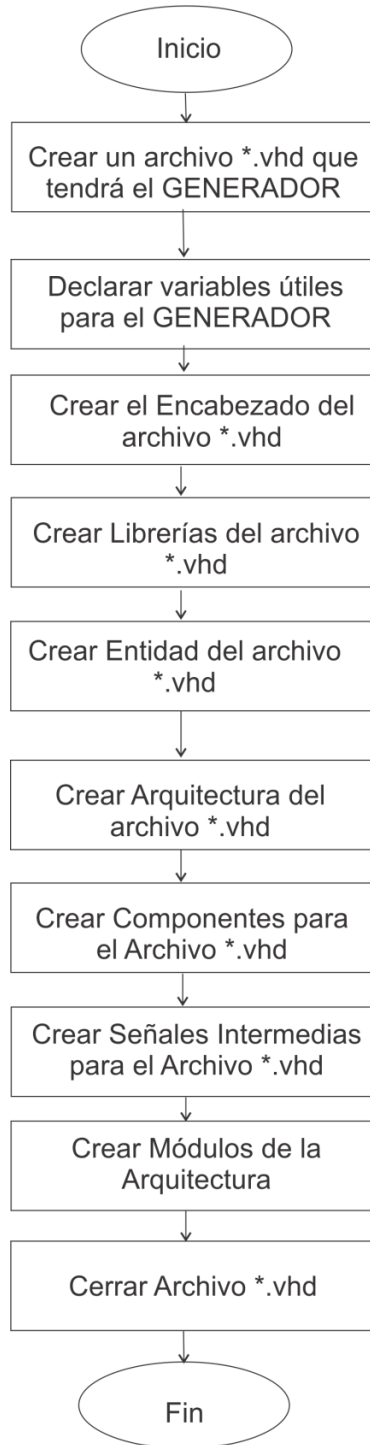 Inicio
Crear un archivo *.vhd que
tendrá el GENERADOR
Declarar variables útiles
para el GENERADOR
Crear el Encabezado del
archivo *.vhd
Crear Librerías del archivo
*.vhd
Crear Entidad del archivo
*.vhd
Crear Arquitectura del
archivo *.vhd
Crear Componentes para
el Archivo *.vhd
Crear Señales Intermedias
para el Archivo *.vhd
Crear Módulos de la
Arquitectura
Cerrar Archivo *.vhd
Fin